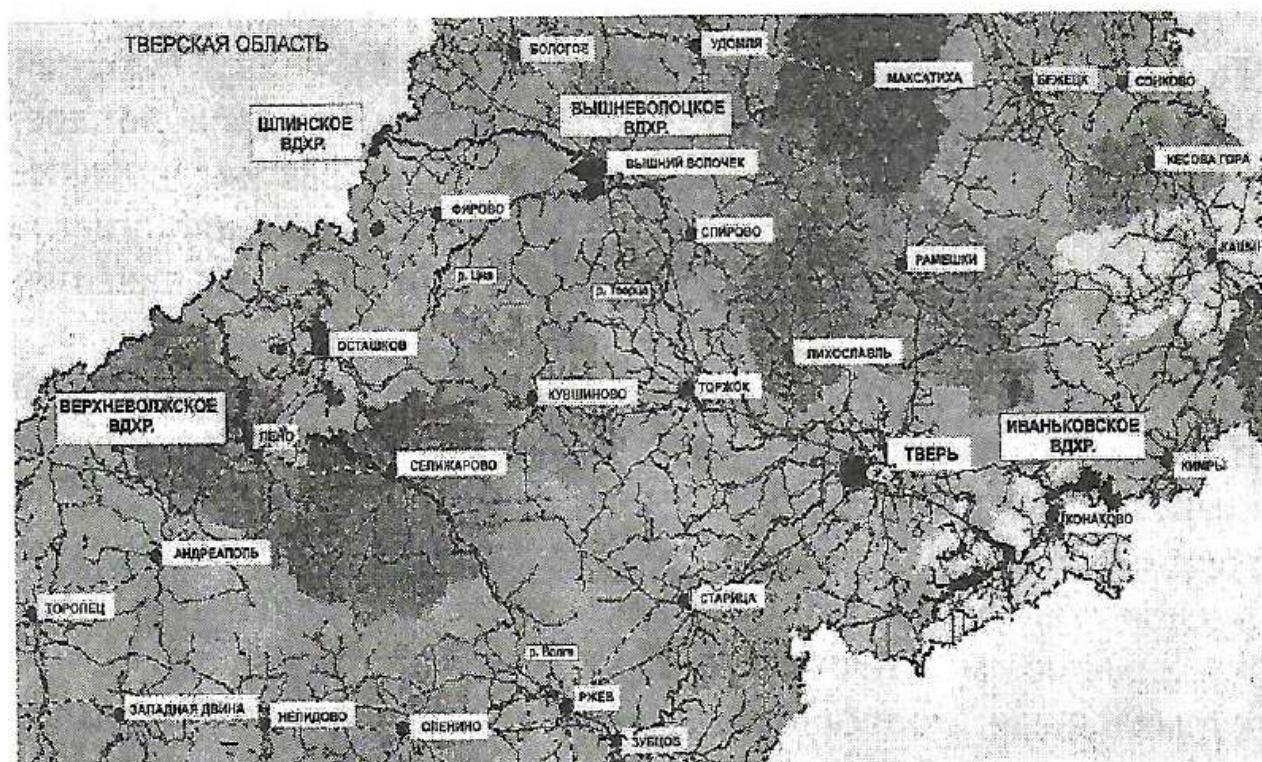 ТВЕРСКАЯ ОБЛАСТЬ
БОЛОГОЕ
УДОМЛЯ
МАКСАТИХА
БЕЖЕЦК
СОНКОВО
ШЛИНСКОЕ
ВДХР.
ВЫШНЕВОЛОЦКОЕ
ВДХР.
ВЫШНИЙ ВОЛОЧЕК
КЕСОВА ГОРА
ФИРОВО
СПИРОВО
РАМЕШКИ
КАШИН
р. Цна
р. Тверца
ОСТАШКОВ
ЛИХОСЛАВЛЬ
ВЕРХНЕВОЛЖСКОЕ
ВДХР.
КУВШИНОВО
ТОРЖОК
ИВАНЬКОВСКОЕ
ВДХР.
ПЕНО
СЕЛИЖАРОВО
ТВЕРЬ
КИМРЫ
КОНАКОВО
АНДРЕАПОЛЬ
ТОРОПЕЦ
СТАРИЦА
р. Волга
РЖЕВ
ЗАПАДНАЯ ДВИНА
НЕЛИДОВО
ОЛЕНИНО
ЗУБЦОВ